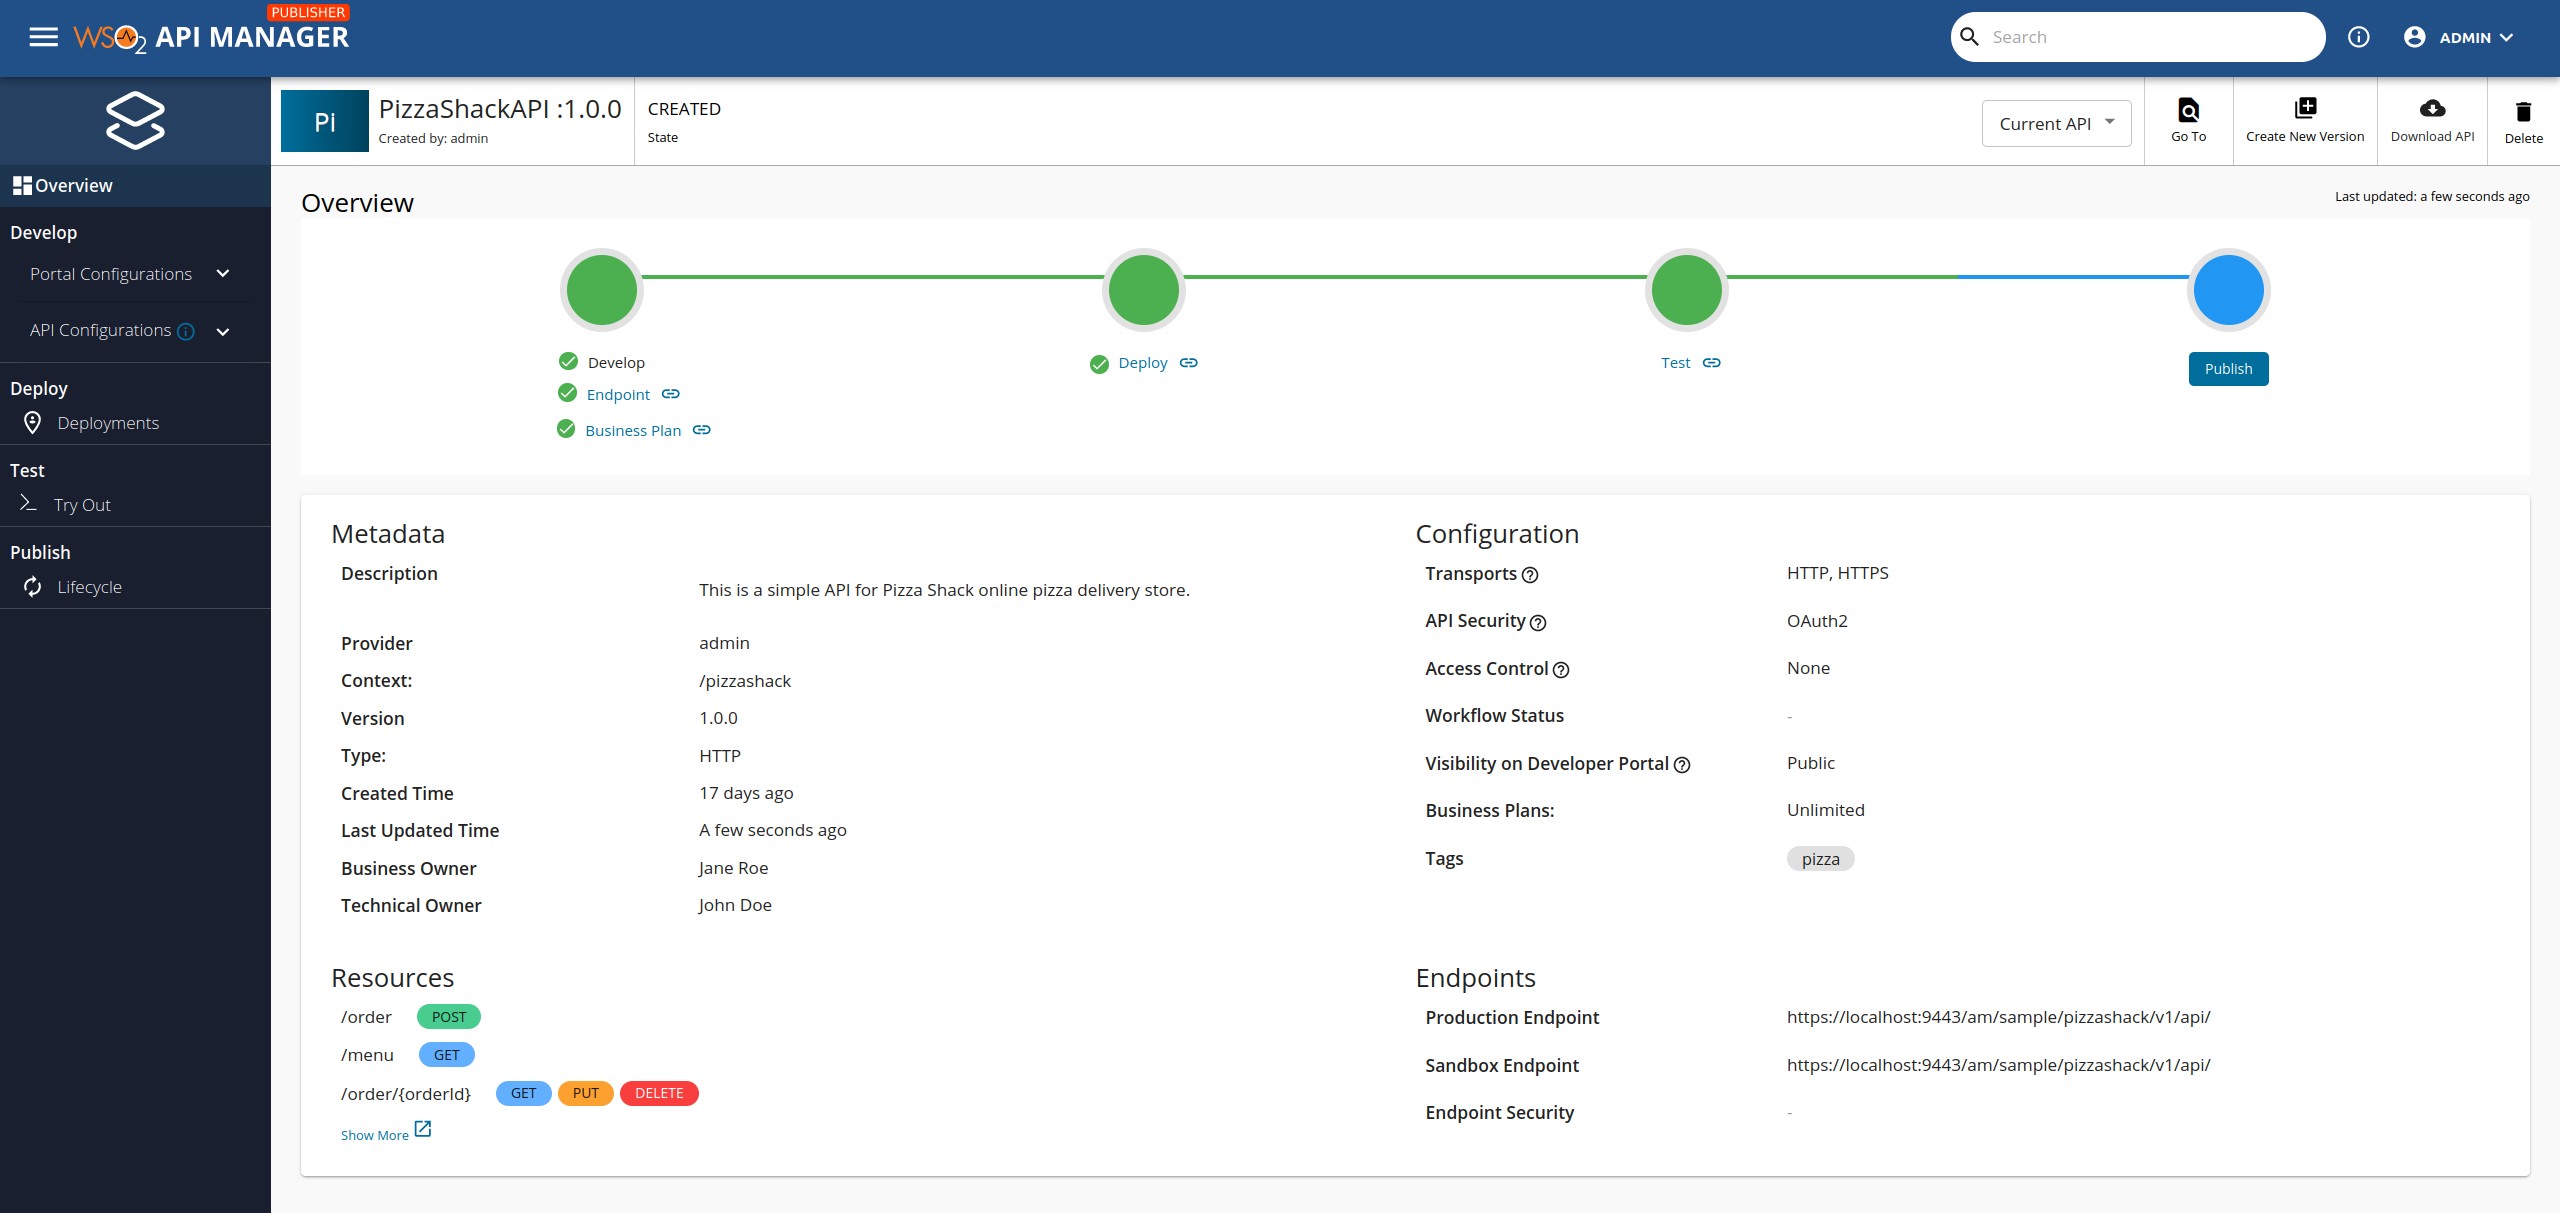 PUBLISHER
WSO2 API MANAGER
Search
ADMIN
Pi
PizzaShackAPI :1.0.0
Created by: admin
CREATED
State
Current API
Go To
Create New Version
Download API
Delete
Overview
Develop
Portal Configurations
API Configurations
Deploy
Deployments
Test
Try Out
Publish
Lifecycle
Overview
Last updated: a few seconds ago
Develop
Endpoint
Business Plan
Deploy
Test
Publish
Metadata
Description
This is a simple API for Pizza Shack online pizza delivery store.
Provider admin
Context: /pizzashack
Version 1.0.0
Type: HTTP
Created Time 17 days ago
Last Updated Time A few seconds ago
Business Owner Jane Roe
Technical Owner John Doe
Configuration
Transports HTTP, HTTPS
API Security OAuth2
Access Control None
Workflow Status -
Visibility on Developer Portal Public
Business Plans: Unlimited
Tags pizza
Resources
/order POST
/menu GET
/order/{orderId} GET PUT DELETE
Show More
Endpoints
Production Endpoint https://localhost:9443/am/sample/pizzashack/v1/api/
Sandbox Endpoint https://localhost:9443/am/sample/pizzashack/v1/api/
Endpoint Security -